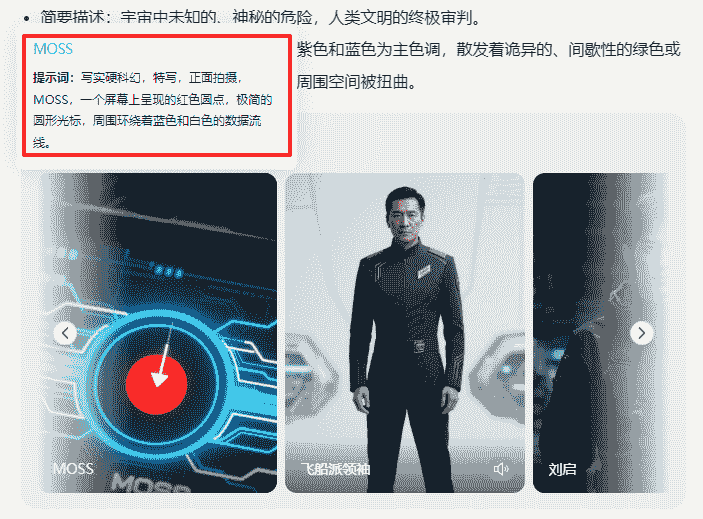 简要描述：宇宙中未知的、神秘的危险，人类文明的终极审判。
MOSS
紫色和蓝色为主色调，散发着诡异的、间歇性的绿色或
提示词：写实硬科幻，特写，正面拍摄，
周围空间被扭曲。
MOSS，一个屏幕上呈现的红色圆点，极简的
圆形光标，周围环绕着蓝色和白色的数据流
线。
MOSS
飞船派领袖
刘启
MOSS